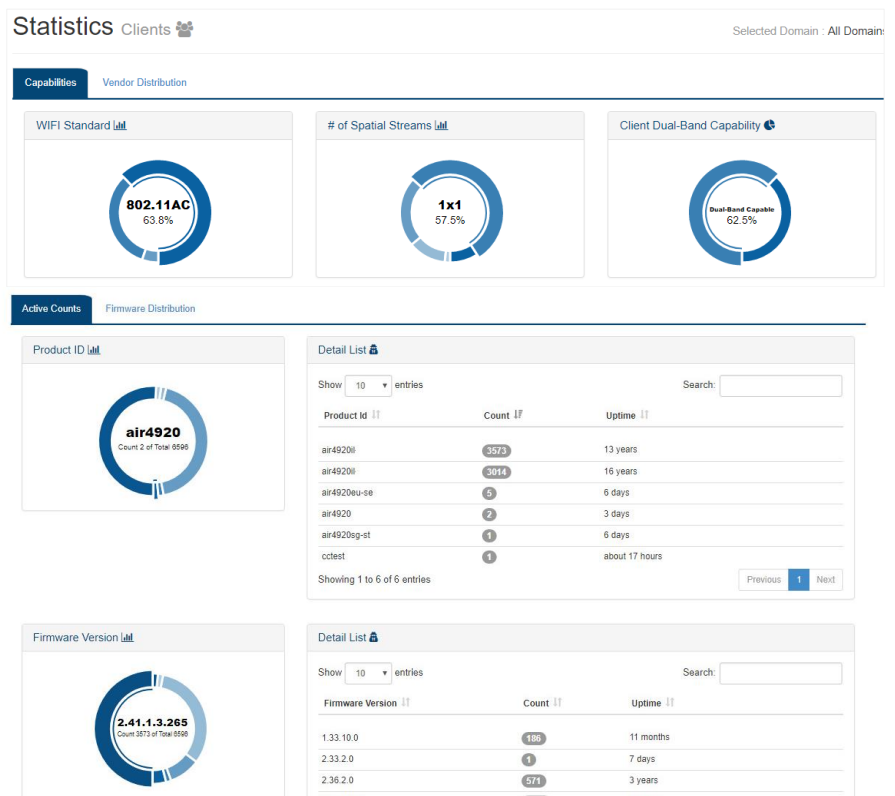 Statistics Clients
Selected Domain : All Domains
Capabilities
Vendor Distribution
WIFI Standard
802.11AC
63.8%
# of Spatial Streams
1x1
57.5%
Client Dual-Band Capability
Dual-Band Capable
62.5%
Active Counts
Firmware Distribution
Product ID
air4920
Count 2 of Total 6596
Detail List
Show 10 entries
Search:
Product Id Count Uptime
3573 13 years
3014 16 years
air4920eu-se 5 6 days
air4920 2 3 days
air4920sg-st 1 6 days
cctest 1 about 17 hours
Showing 1 to 6 of 6 entries
Previous 1 Next
Firmware Version
2.41.1.3.265
Count 3573 of Total 6596
Detail List
Show 10 entries
Search:
Firmware Version Count Uptime
1.33.10.0 186 11 months
2.33.2.0 1 7 days
2.36.2.0 571 3 years